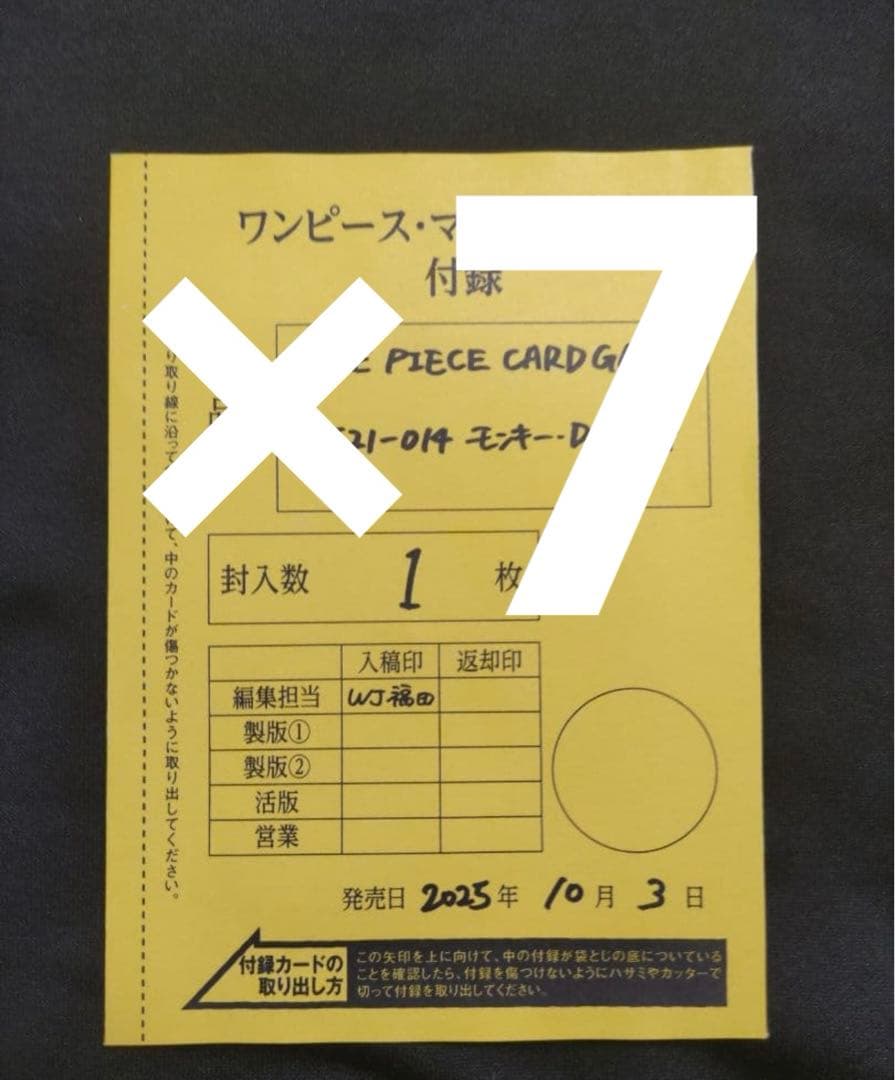 ワンピース・マ
付録
×7
PIECE CARD
21-014 モンキー・D
封入数 1 枚
入稿印 返却印
編集担当 WJ福田
製版①
製版②
活版
営業
発売日 2025年 10月 3日
り取り線に沿って
て、中のカードが傷つかないように取り出してください。
付録カードの
取り出し方
この矢印を上に向けて、中の付録が袋とじの底についている
ことを確認したら、付録を傷つけないようにハサミやカッターで
切って付録を取り出してください。